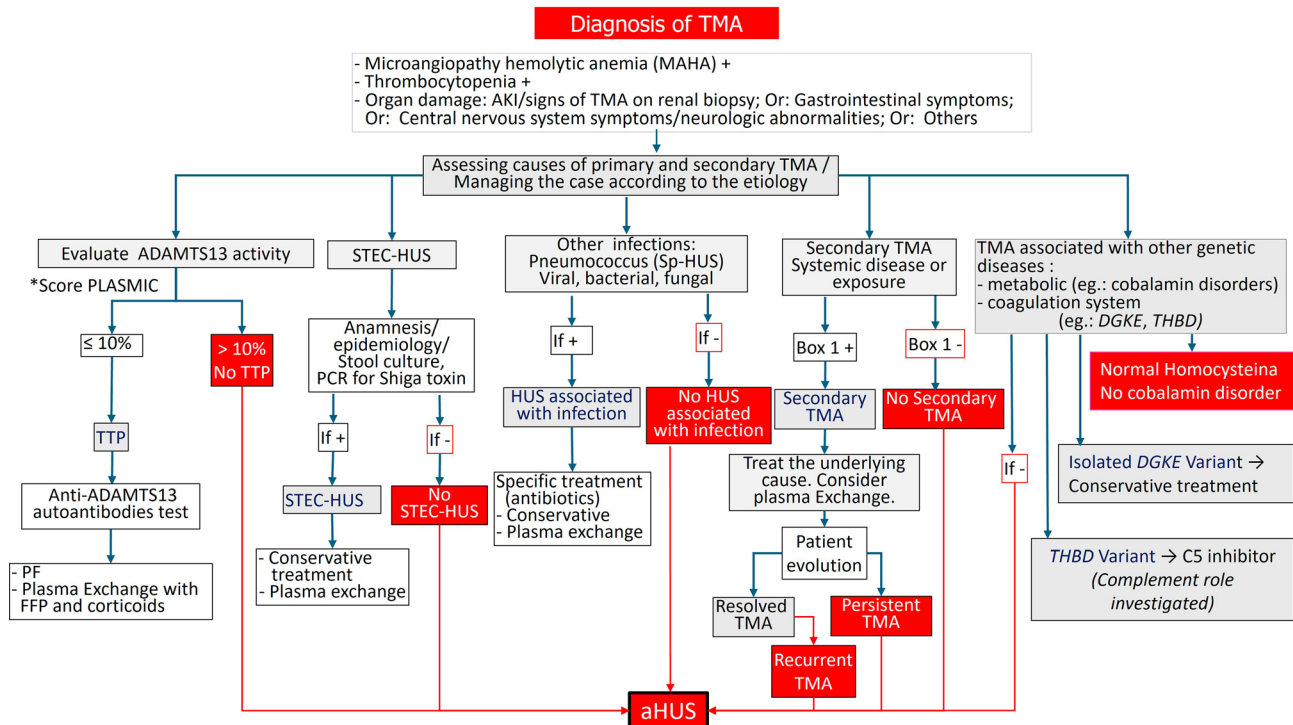 Diagnosis of TMA
- Microangiopathy hemolytic anemia (MAHA) +
- Thrombocytopenia +
- Organ damage: AKI/signs of TMA on renal biopsy; Or: Gastrointestinal symptoms;
Or: Central nervous system symptoms/neurologic abnormalities; Or: Others
Assessing causes of primary and secondary TMA /
Managing the case according to the etiology
Evaluate ADAMTS13 activity
*Score PLASMIC
≤ 10%
> 10%
No TTP
TTP
Anti-ADAMTS13
autoantibodies test
- PF
- Plasma Exchange with
FFP and corticoids
STEC-HUS
Anamnesis/
epidemiology/
Stool culture,
PCR for Shiga toxin
If +
If -
STEC-HUS
No
STEC-HUS
- Conservative
treatment
- Plasma exchange
Other infections:
Pneumococcus (Sp-HUS)
Viral, bacterial, fungal
If +
If -
HUS associated
with infection
No HUS
associated
with infection
Specific treatment
(antibiotics)
- Conservative
- Plasma exchange
Secondary TMA
Systemic disease or
exposure
Box 1 +
Box 1 -
Secondary
TMA
No Secondary
TMA
Treat the underlying
cause. Consider
plasma Exchange.
Patient
evolution
Resolved
TMA
Persistent
TMA
Recurrent
TMA
TMA associated with other genetic
diseases :
- metabolic (eg.: cobalamin disorders)
- coagulation system
(eg.: DGKE, THBD)
Normal Homocysteina
No cobalamin disorder
If -
Isolated DGKE Variant →
Conservative treatment
THBD Variant → C5 inhibitor
(Complement role
investigated)
aHUS